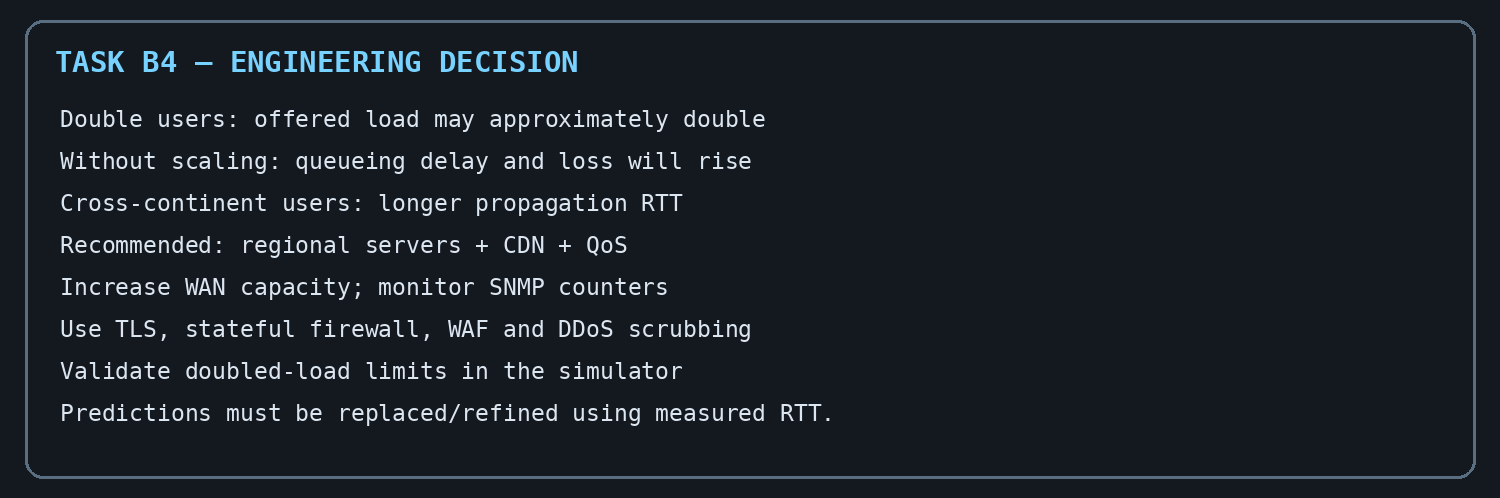 TASK B4 — ENGINEERING DECISION
Double users: offered load may approximately double
Without scaling: queueing delay and loss will rise
Cross-continent users: longer propagation RTT
Recommended: regional servers + CDN + QoS
Increase WAN capacity; monitor SNMP counters
Use TLS, stateful firewall, WAF and DDoS scrubbing
Validate doubled-load limits in the simulator
Predictions must be replaced/refined using measured RTT.